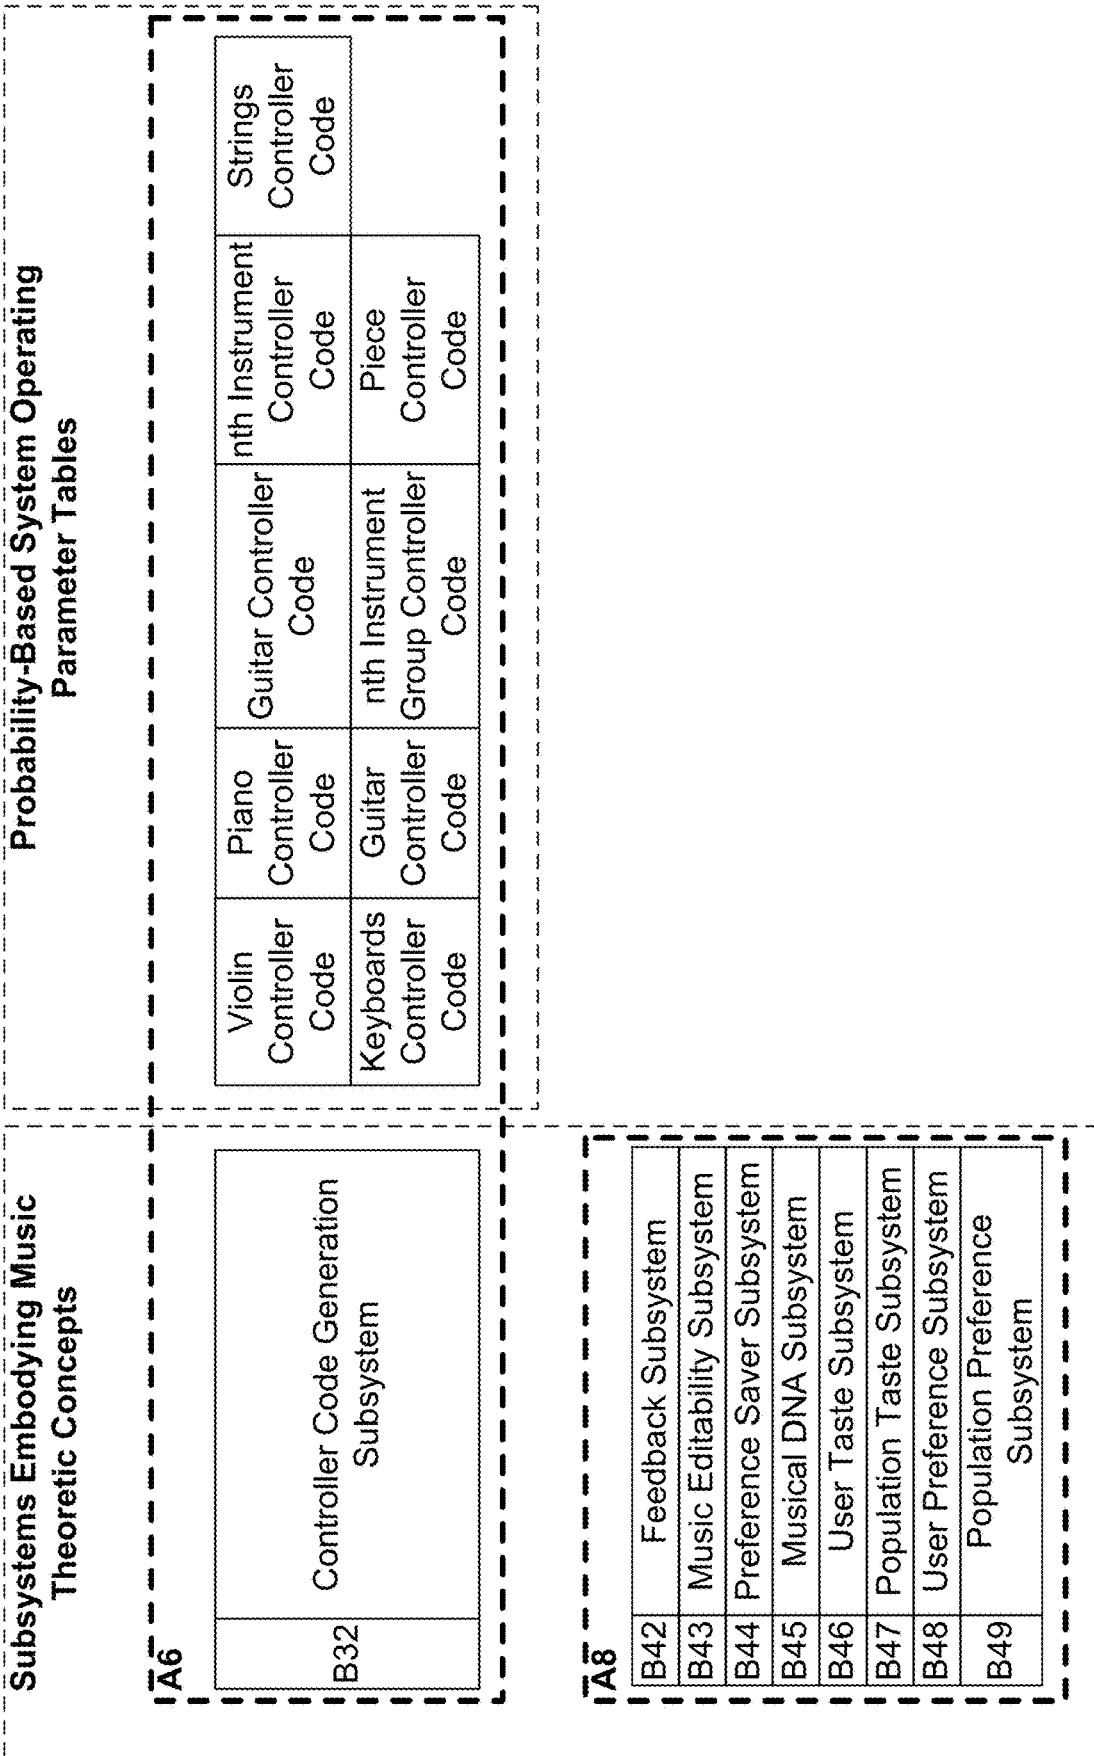 Subsystems Embodying Music
Theoretic Concepts
Probability-Based System Operating
Parameter Tables
A6
B32
Controller Code Generation
Subsystem
Violin
Controller
Code
Piano
Controller
Code
Guitar Controller
Code
nth Instrument
Controller
Code
Strings
Controller
Code
Keyboards
Controller
Code
Guitar
Controller
Code
nth Instrument
Group Controller
Code
Piece
Controller
Code
A8
B42 Feedback Subsystem
B43 Music Editability Subsystem
B44 Preference Saver Subsystem
B45 Musical DNA Subsystem
B46 User Taste Subsystem
B47 Population Taste Subsystem
B48 User Preference Subsystem
B49 Population Preference
Subsystem